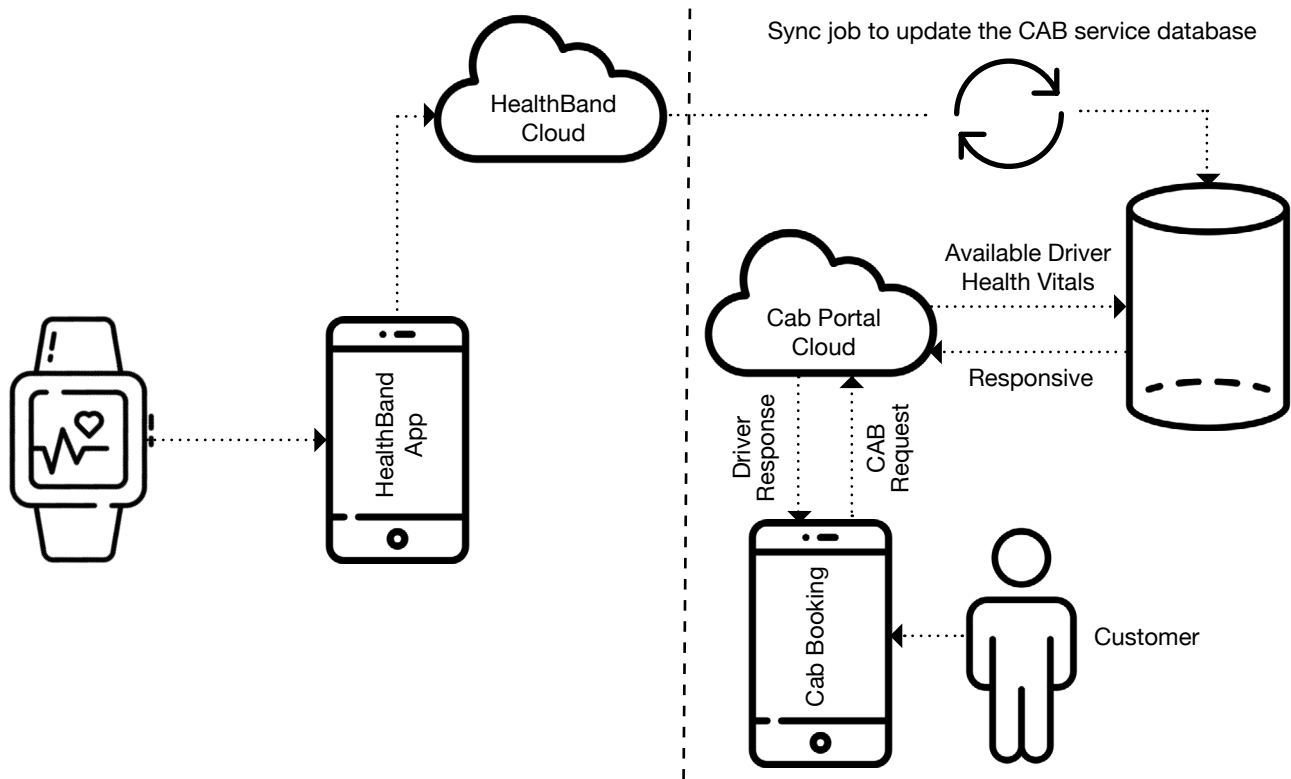 Sync job to update the CAB service database
HealthBand
Cloud
Available Driver
Health Vitals
Cab Portal
Cloud
Responsive
HealthBand
App
Driver
Response
CAB
Request
Cab Booking
Customer